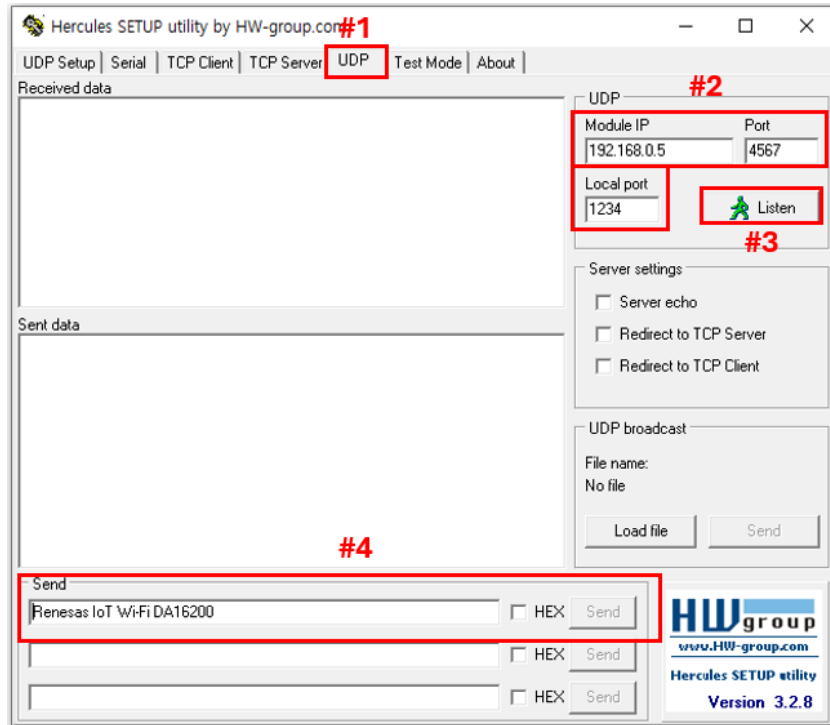 Hercules SETUP utility by HW-group.com
#1
UDP Setup Serial TCP Client TCP Server UDP Test Mode About
Received data
UDP
#2
Module IP Port
192.168.0.5 4567
Local port
1234 Listen
#3
Server settings
Server echo
Redirect to TCP Server
Redirect to TCP Client
Sent data
UDP broadcast
File name:
No file
Load file Send
#4
Send
Renesas IoT Wi-Fi DA16200 HEX Send
HEX Send
HEX Send
HW group
www.HW-group.com
Hercules SETUP utility
Version 3.2.8